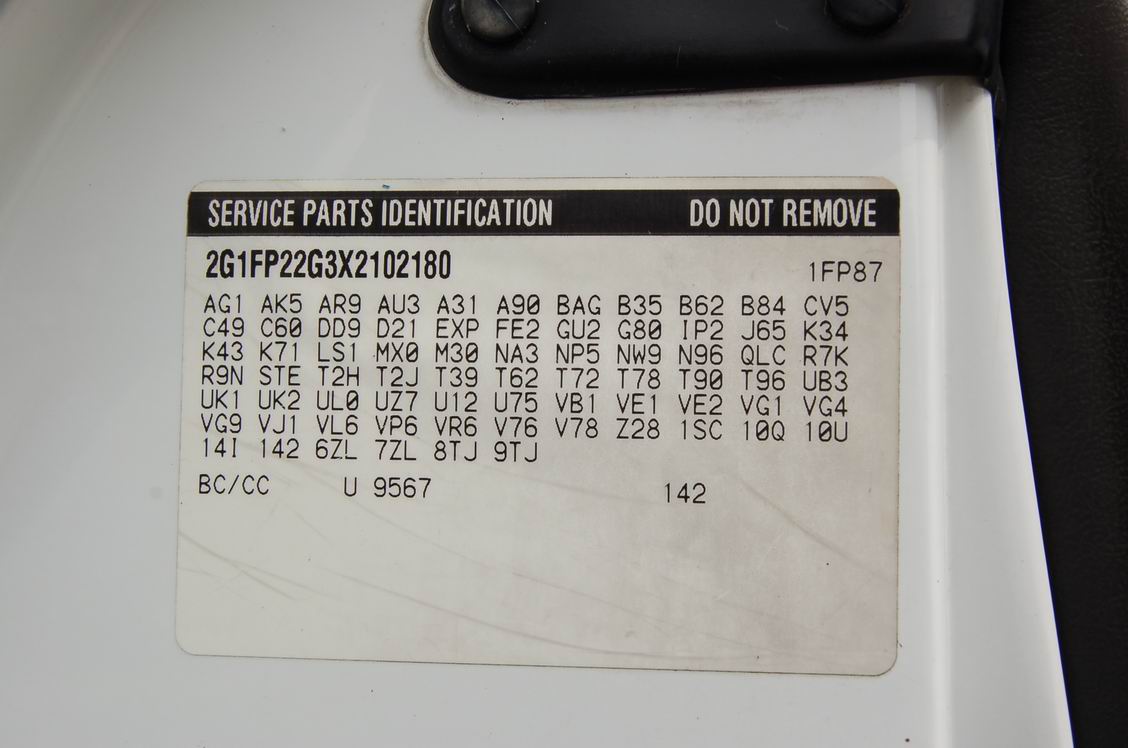 SERVICE PARTS IDENTIFICATION DO NOT REMOVE
2G1FP22G3X2102180 1FP87
AG1 AK5 AR9 AU3 A31 A90 BAG B35 B62 B84 CV5
C49 C60 DD9 D21 EXP FE2 GU2 G80 IP2 J65 K34
K43 K71 LS1 MX0 M30 NA3 NP5 NW9 N96 QLC R7K
R9N STE T2H T2J T39 T62 T72 T78 T90 T96 UB3
UK1 UK2 UL0 UZ7 U12 U75 VB1 VE1 VE2 VG1 VG4
VG9 VJ1 VL6 VP6 VR6 V76 V78 Z28 1SC 10Q 10U
14I 142 6ZL 7ZL 8TJ 9TJ
BC/CC U 9567 142